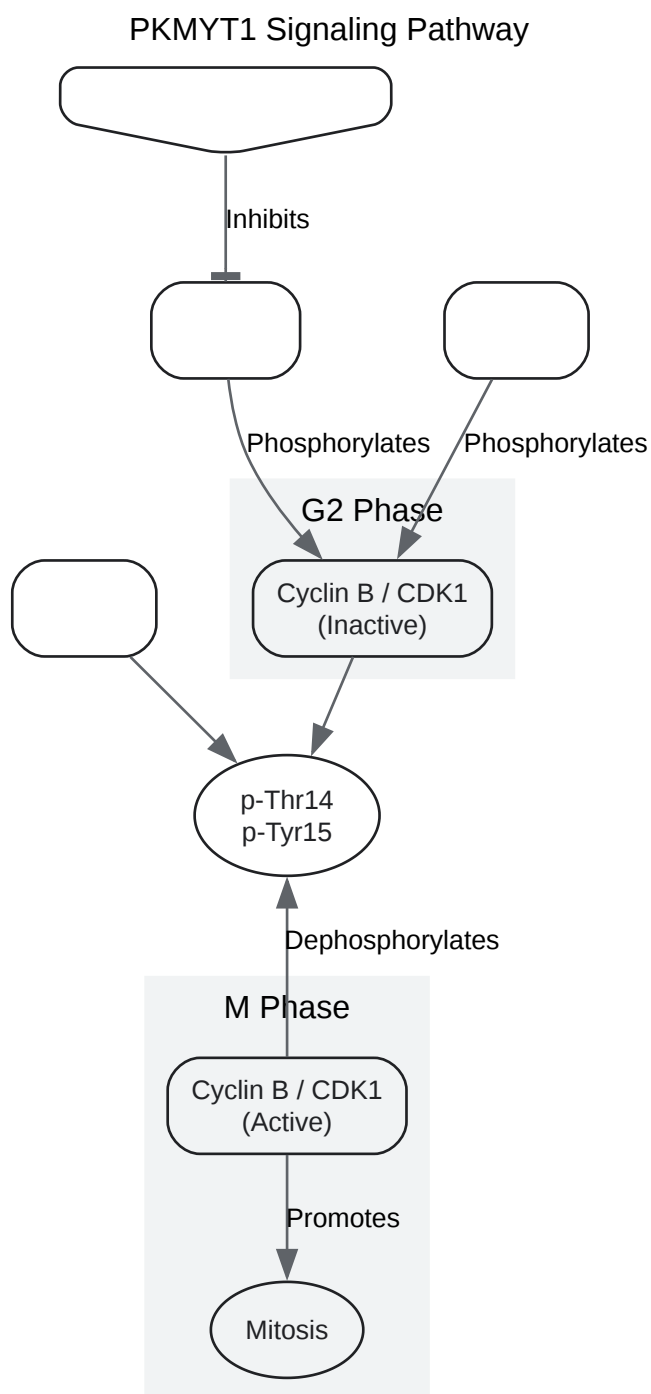 PKMYT1 Signaling Pathway
Inhibits
Phosphorylates
Phosphorylates
G2 Phase
Cyclin B / CDK1
(Inactive)
p-Thr14
p-Tyr15
Dephosphorylates
M Phase
Cyclin B / CDK1
(Active)
Promotes
Mitosis